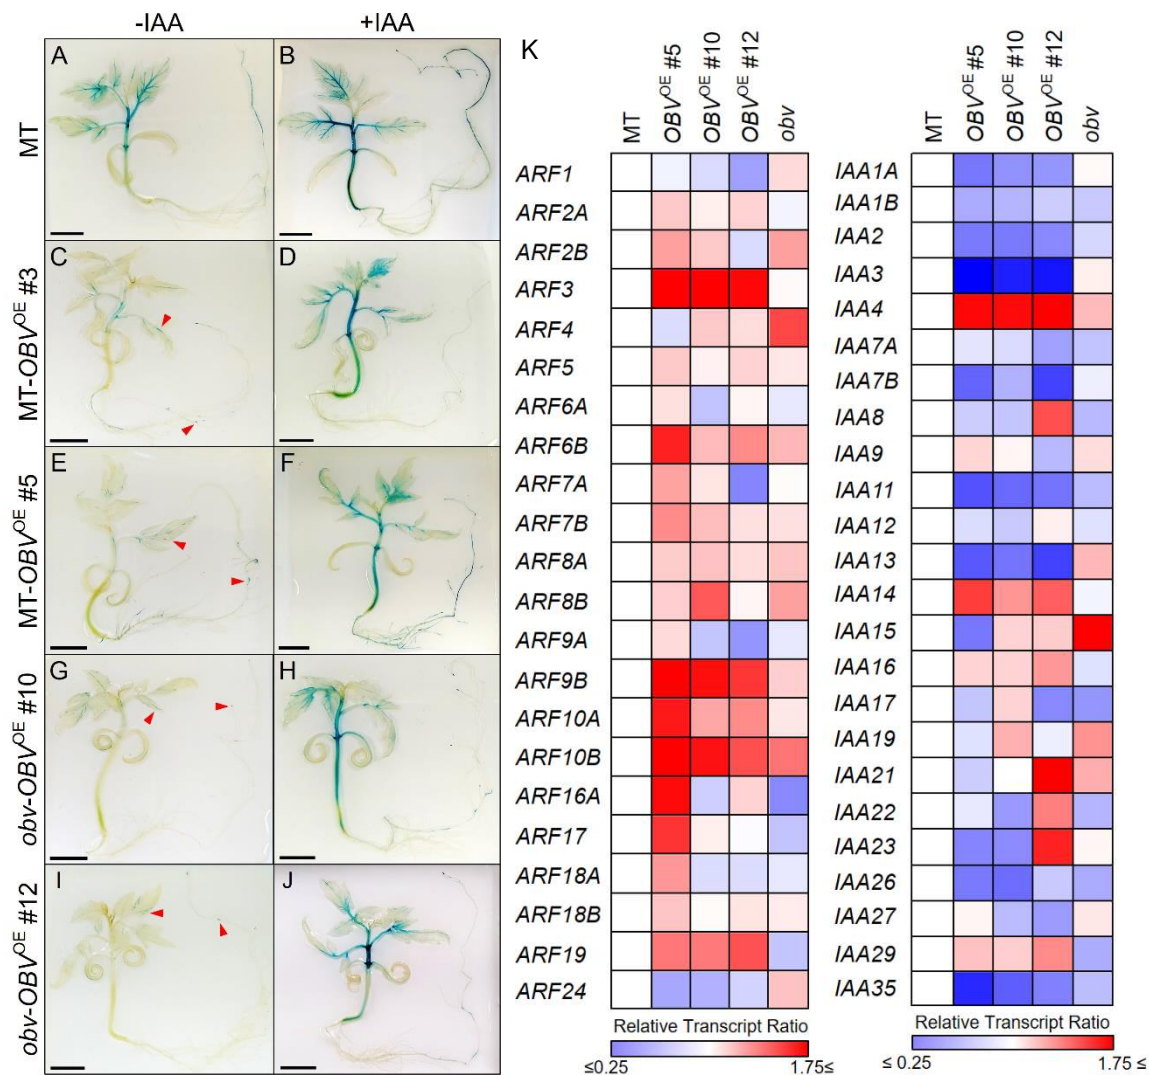 -IAA
+IAA
A
B
MT
C
D
MT-OBV^OE #3
E
F
MT-OBV^OE #5
G
H
obv-OBV^OE #10
I
J
obv-OBV^OE #12
K
MT
OBV^OE #5
OBV^OE #10
OBV^OE #12
obv
ARF1
ARF2A
ARF2B
ARF3
ARF4
ARF5
ARF6A
ARF6B
ARF7A
ARF7B
ARF8A
ARF8B
ARF9A
ARF9B
ARF10A
ARF10B
ARF16A
ARF17
ARF18A
ARF18B
ARF19
ARF24
Relative Transcript Ratio
≤0.25 1.75≤
MT
OBV^OE #5
OBV^OE #10
OBV^OE #12
obv
IAA1A
IAA1B
IAA2
IAA3
IAA4
IAA7A
IAA7B
IAA8
IAA9
IAA11
IAA12
IAA13
IAA14
IAA15
IAA16
IAA17
IAA19
IAA21
IAA22
IAA23
IAA26
IAA27
IAA29
IAA35
Relative Transcript Ratio
≤ 0.25 1.75 ≤